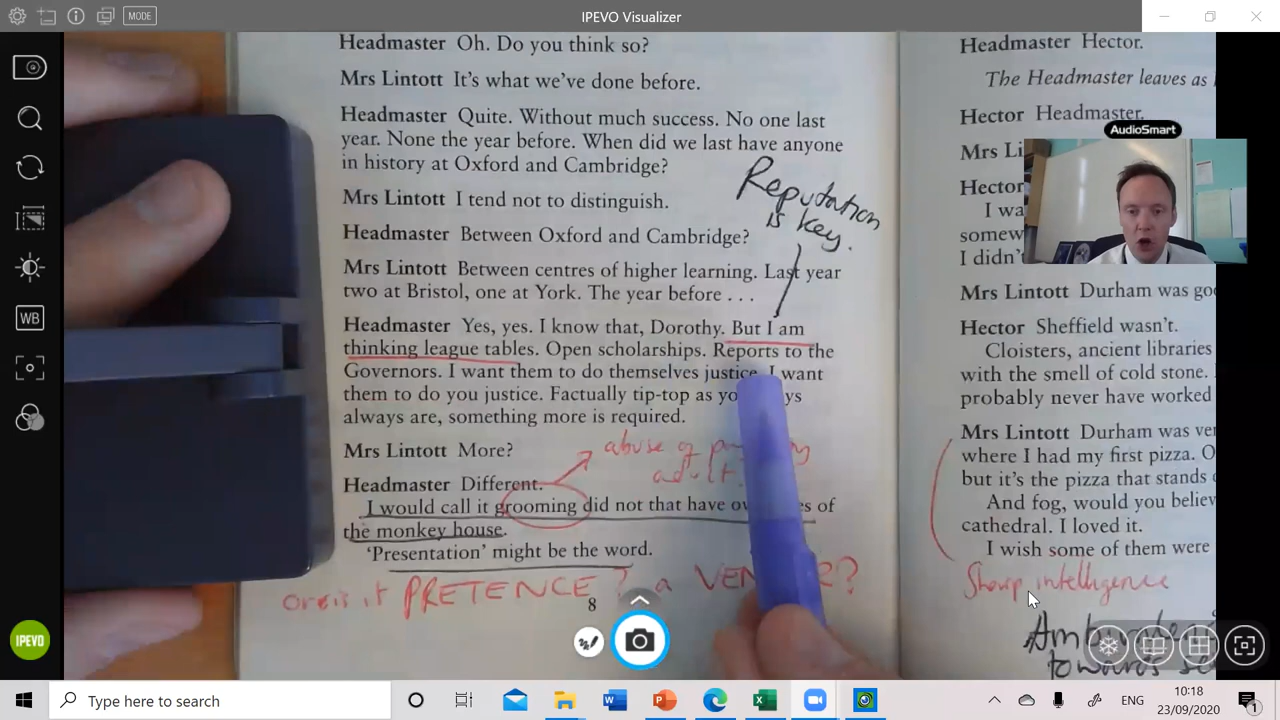 MODE
IPEVO Visualizer
Headmaster Oh. Do you think so?
Mrs Lintott It's what we've done before.
Headmaster Quite. Without much success. No one last
year. None the year before. When did we last have anyone
in history at Oxford and Cambridge?
Mrs Lintott I tend not to distinguish.
Headmaster Between Oxford and Cambridge?
Mrs Lintott Between centres of higher learning. Last year
two at Bristol, one at York. The year before . . .
Headmaster Yes, yes. I know that, Dorothy. But I am
thinking league tables. Open scholarships. Reports to the
Governors. I want them to do themselves justice. I want
them to do you justice. Factually tip-top as
always are, something more is required.
Mrs Lintott More?
Headmaster Different.
I would call it grooming did not that have of
the monkey house.
'Presentation' might be the word.
8
Reputation
is key.
abuse of
adult
or is it PRETENCE? a
Headmaster Hector.
The Headmaster leaves as
Hector Headmaster.
Mrs
Hector
I
I didn't
Mrs Lintott Durham was
Hector Sheffield wasn't.
Cloisters, ancient libraries
with the smell of cold stone.
probably never have worked
Mrs Lintott Durham was
where I had my first pizza.
but it's the pizza that stands
And fog, would you
cathedral. I loved it.
I wish some of them were
Sharp intelligence
towards
AudioSmart
WB
IPEVO
Type here to search
ENG
10:18
23/09/2020
1